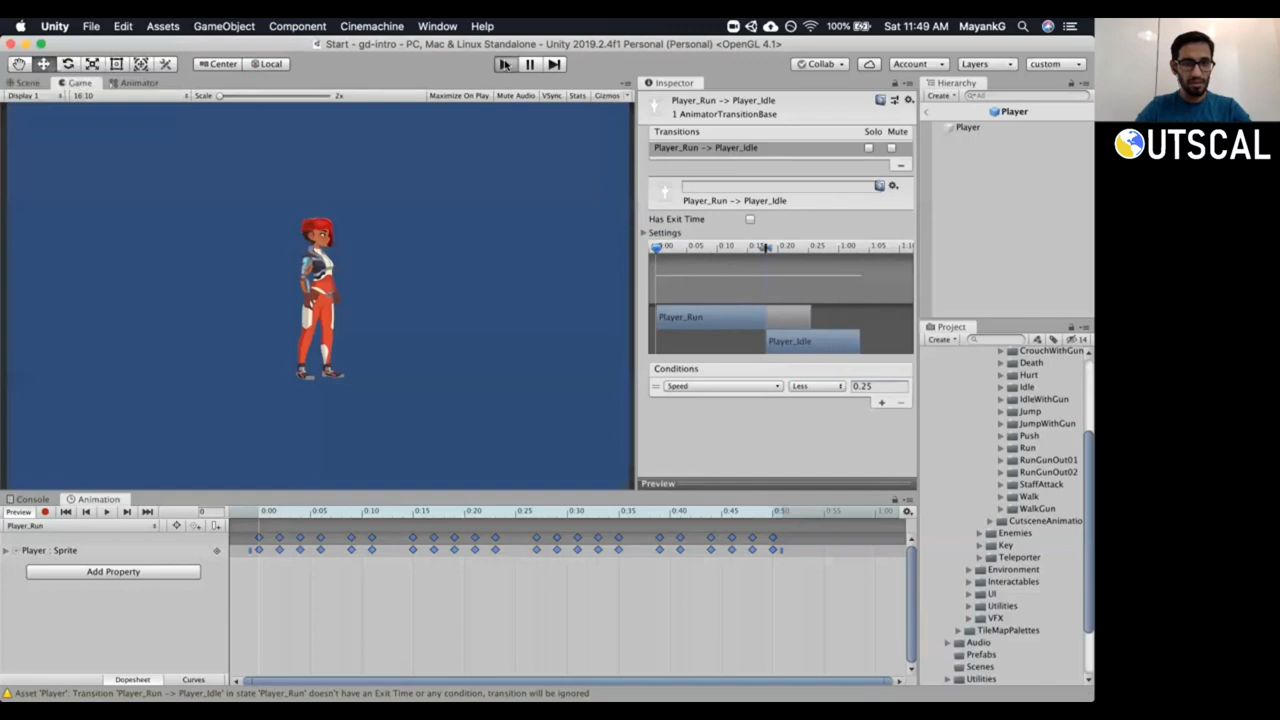 Unity File Edit Assets GameObject Component Cinemachine Window Help 100% Sat 11:49 AM MayankG
Start - gd-intro - PC, Mac & Linux Standalone - Unity 2019.2.4f1 Personal (Personal) <OpenGL 4.1>
Center Local Collab Account Layers custom
Scene Game Animator
Display 1 16:10 Scale 2x Maximize On Play Mute Audio VSync Stats Gizmos
Inspector
Player_Run -> Player_Idle
1 AnimatorTransitionBase
Transitions Solo Mute
Player_Run -> Player_Idle
Player_Run -> Player_Idle
Has Exit Time
Settings
0:05 0:10 0:20 0:25 1:00 1:05
Player_Run
Player_Idle
Conditions
Speed Less 0.25
Preview
Hierarchy
Create All
Player
Player
OUTSCAL
Project
Create 14
CrouchWithGun
Death
Hurt
Idle
IdleWithGun
Jump
JumpWithGun
Push
Run
RunGunOut01
RunGunOut02
StaffAttack
Walk
WalkGun
CutsceneAnimatio
Enemies
Key
Teleporter
Environment
Interactables
UI
Utilities
VFX
TileMapPalettes
Audio
Prefabs
Scenes
Utilities
Console Animation
Preview 0 0:00 0:05 0:10 0:15 0:20 0:25 0:30 0:35 0:40 0:45 0:50 0:55 1:00
Player_Run
Player : Sprite
Add Property
Dopesheet Curves
Asset 'Player': Transition 'Player_Run -> Player_Idle' in state 'Player_Run' doesn't have an Exit Time or any condition, transition will be ignored